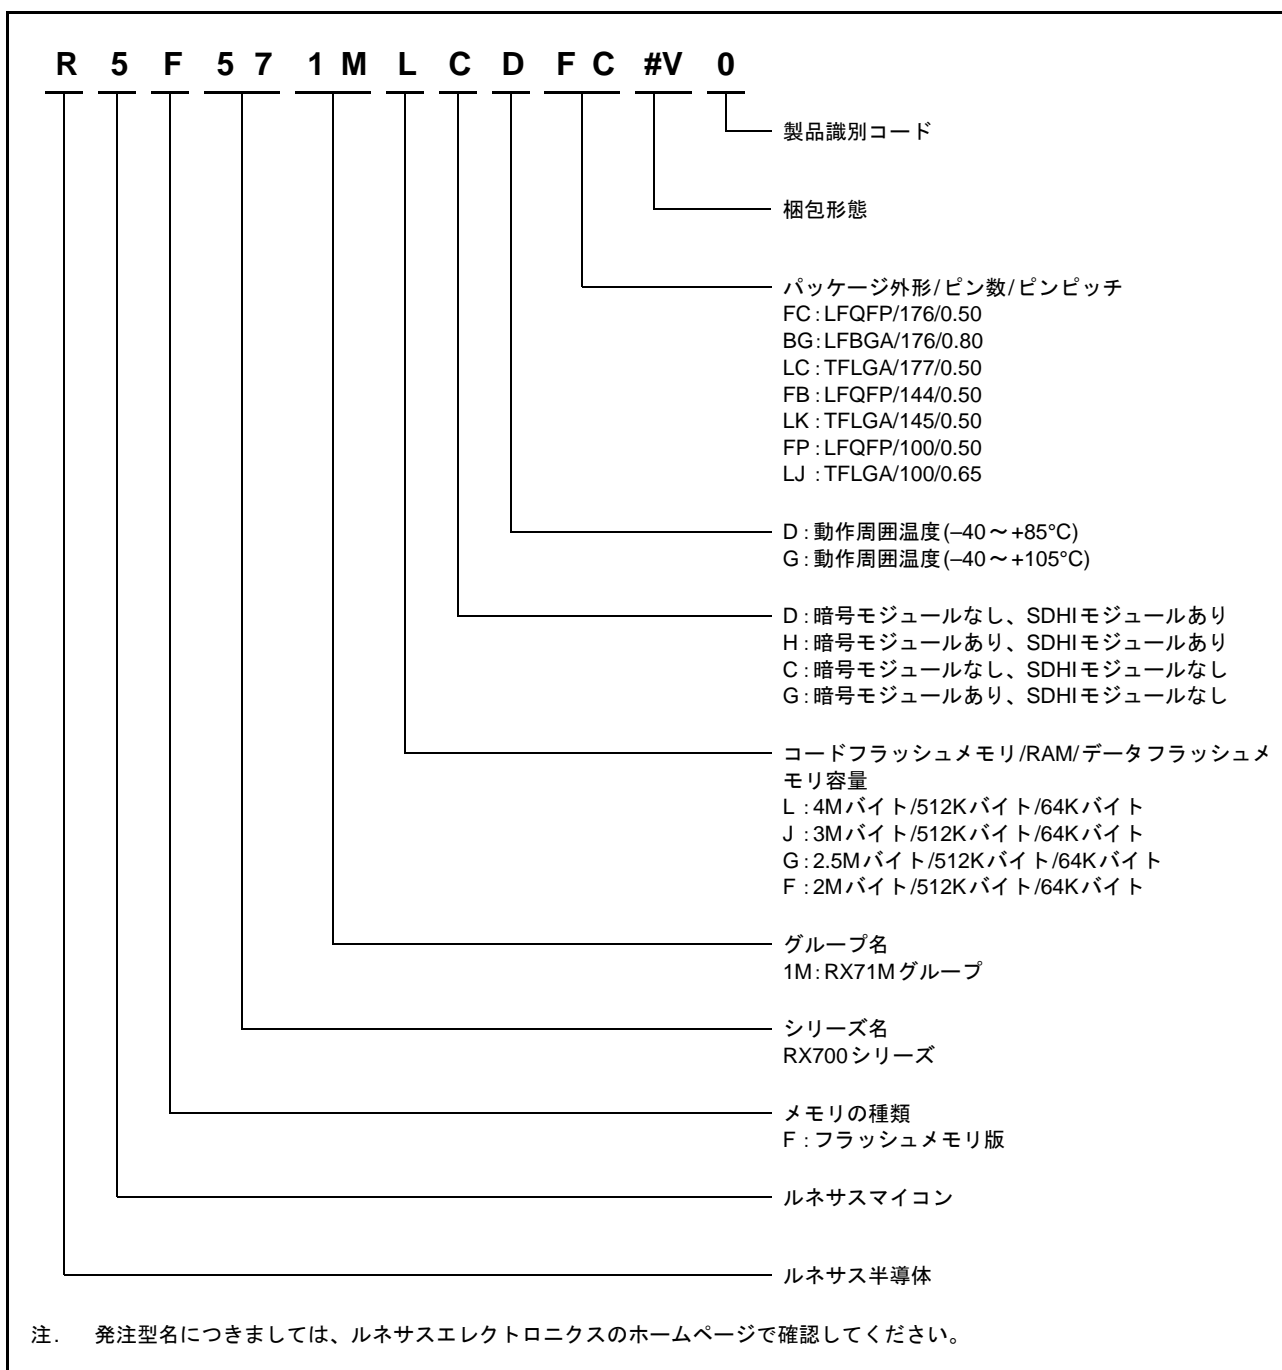 R 5 F 5 7 1 M L C D F C #V 0
製品識別コード
梱包形態
パッケージ外形/ピン数/ピンピッチ
FC:LFQFP/176/0.50
BG:LFBGA/176/0.80
LC:TFLGA/177/0.50
FB:LFQFP/144/0.50
LK:TFLGA/145/0.50
FP:LFQFP/100/0.50
LJ:TFLGA/100/0.65
D:動作周囲温度(–40～+85°C)
G:動作周囲温度(–40～+105°C)
D:暗号モジュールなし、SDHIモジュールあり
H:暗号モジュールあり、SDHIモジュールあり
C:暗号モジュールなし、SDHIモジュールなし
G:暗号モジュールあり、SDHIモジュールなし
コードフラッシュメモリ/RAM/データフラッシュメ
モリ容量
L:4Mバイト/512Kバイト/64Kバイト
J:3Mバイト/512Kバイト/64Kバイト
G:2.5Mバイト/512Kバイト/64Kバイト
F:2Mバイト/512Kバイト/64Kバイト
グループ名
1M:RX71Mグループ
シリーズ名
RX700シリーズ
メモリの種類
F:フラッシュメモリ版
ルネサスマイコン
ルネサス半導体
注. 発注型名につきましては、ルネサスエレクトロニクスのホームページで確認してください。